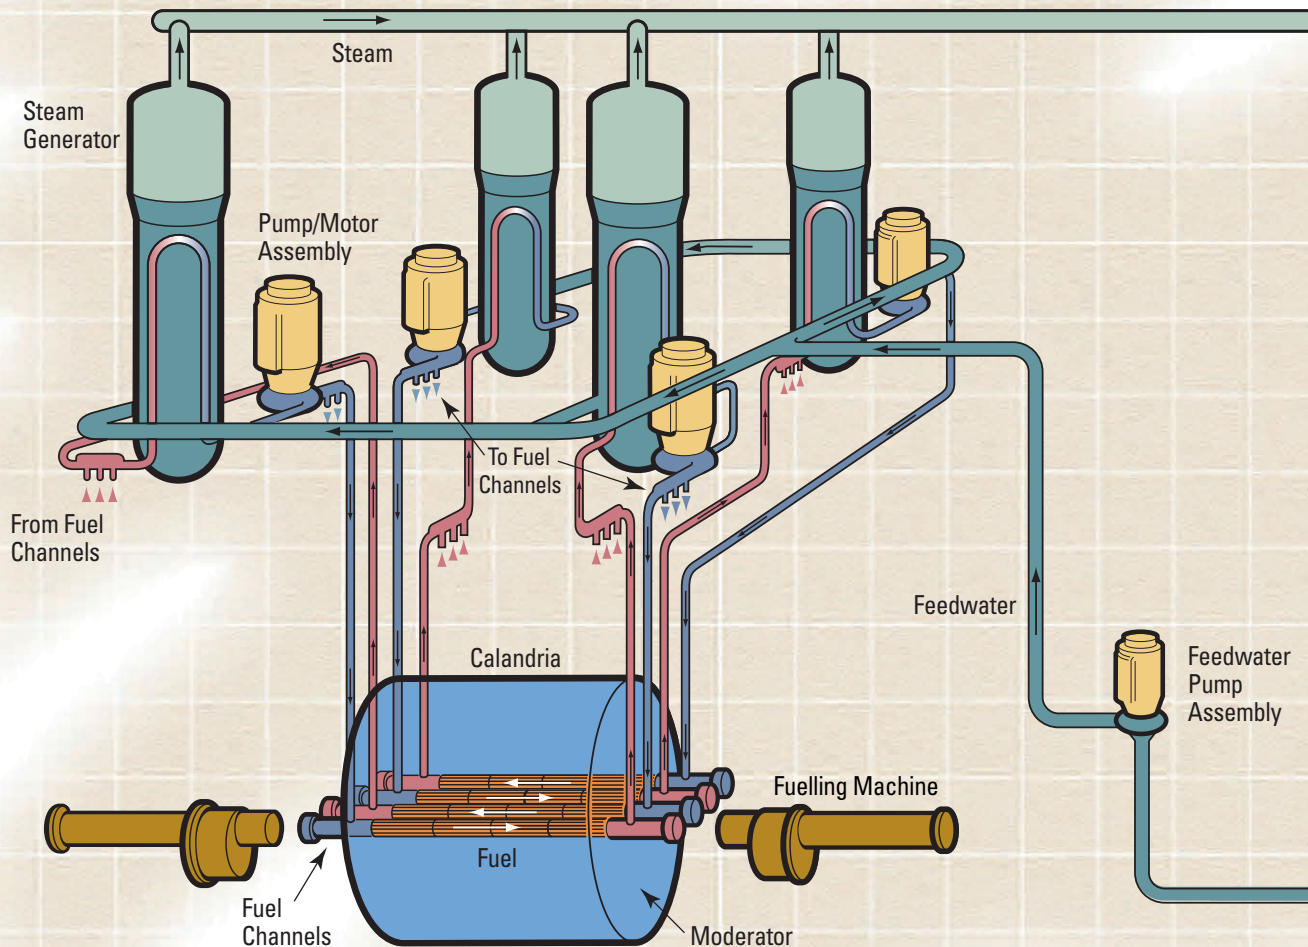 Steam
Steam
Generator
Pump/Motor
Assembly
To Fuel
Channels
From Fuel
Channels
Feedwater
Calandria
Feedwater
Pump
Assembly
Fuelling Machine
Fuel
Fuel
Channels
Moderator